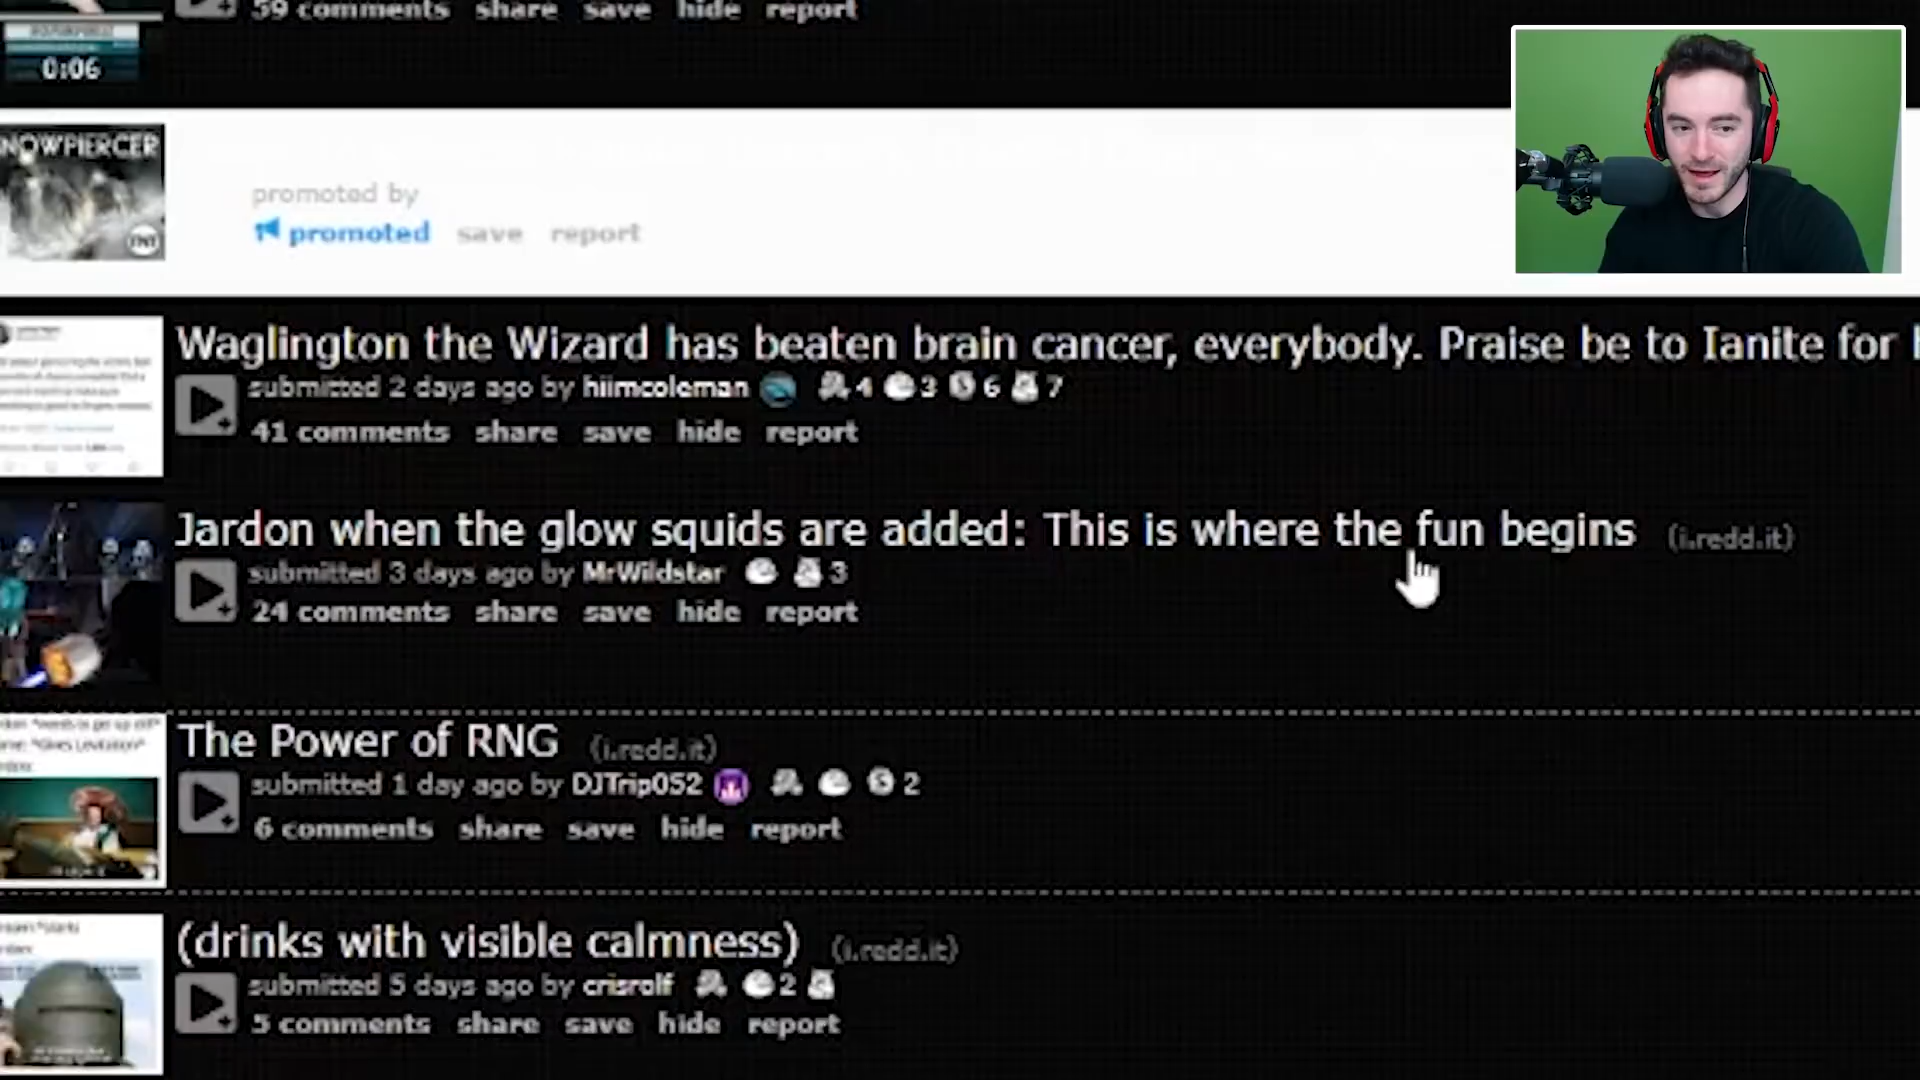 59 comments share save hide report
0:06
NOWPIERCER
TNT
promoted by
promoted save report
Waglington the Wizard has beaten brain cancer, everybody. Praise be to Ianite for
submitted 2 days ago by hiimcoleman 4 3 6 7
41 comments share save hide report
Jardon when the glow squids are added: This is where the fun begins (i.redd.it)
submitted 3 days ago by MrWildstar 3
24 comments share save hide report
The Power of RNG (i.redd.it)
submitted 1 day ago by DJTrip052 2
6 comments share save hide report
(drinks with visible calmness) (i.redd.it)
submitted 5 days ago by crisrolf 2
5 comments share save hide report